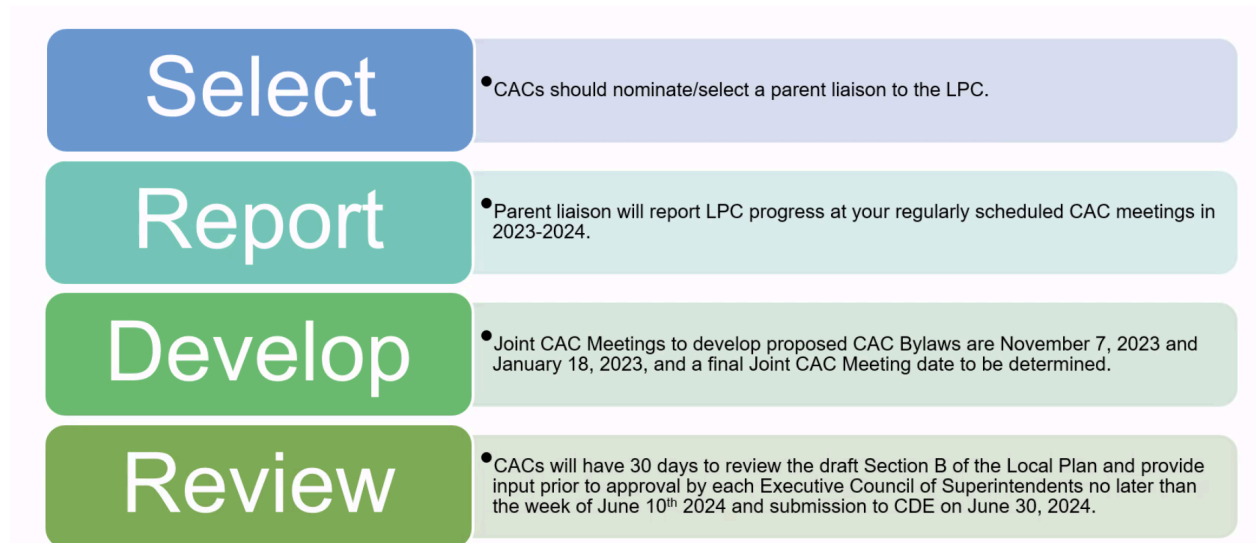 Select
•CACs should nominate/select a parent liaison to the LPC.
Report
•Parent liaison will report LPC progress at your regularly scheduled CAC meetings in
2023-2024.
Develop
•Joint CAC Meetings to develop proposed CAC Bylaws are November 7, 2023 and
January 18, 2023, and a final Joint CAC Meeting date to be determined.
Review
•CACs will have 30 days to review the draft Section B of the Local Plan and provide
input prior to approval by each Executive Council of Superintendents no later than
the week of June 10th 2024 and submission to CDE on June 30, 2024.